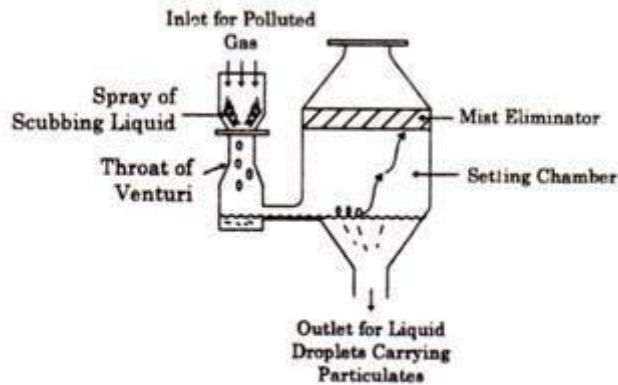 Inlet for Polluted
Gas
Spray of
Scubbing Liquid
Mist Eliminator
Throat of
Venturi
Setling Chamber
Outlet for Liquid
Droplets Carrying
Particulates